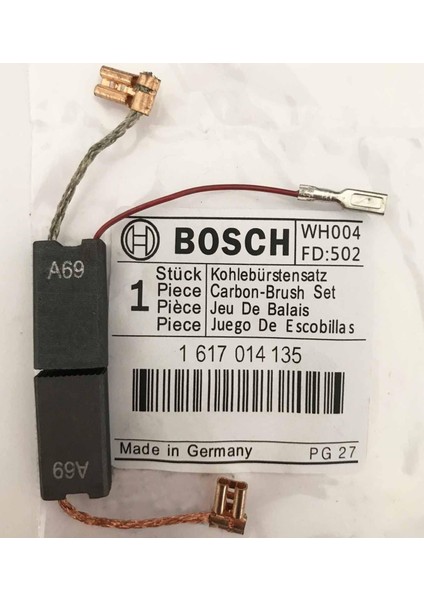 A69
A69
BOSCH
WH004
FD:502
1
Stück Kohlebürstensatz
Piece Carbon-Brush Set
Pièce Jeu De Balais
Piece Juego De Escobillas
1 617 014 135
Made in Germany
PG 27